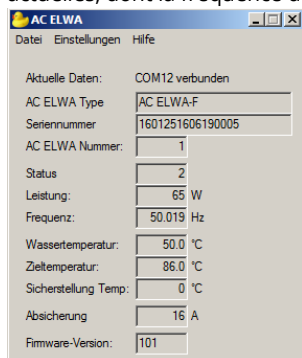 AC ELWA
Datei Einstellungen Hilfe
Aktuelle Daten: COM12 verbunden
AC ELWA Type AC ELWA-F
Seriennummer 1601251606190005
AC ELWA Nummer: 1
Status 2
Leistung: 65 W
Frequenz: 50.019 Hz
Wassertemperatur: 50.0 °C
Zieltemperatur: 86.0 °C
Sicherstellung Temp: 0 °C
Absicherung 16 A
Firmware-Version: 101